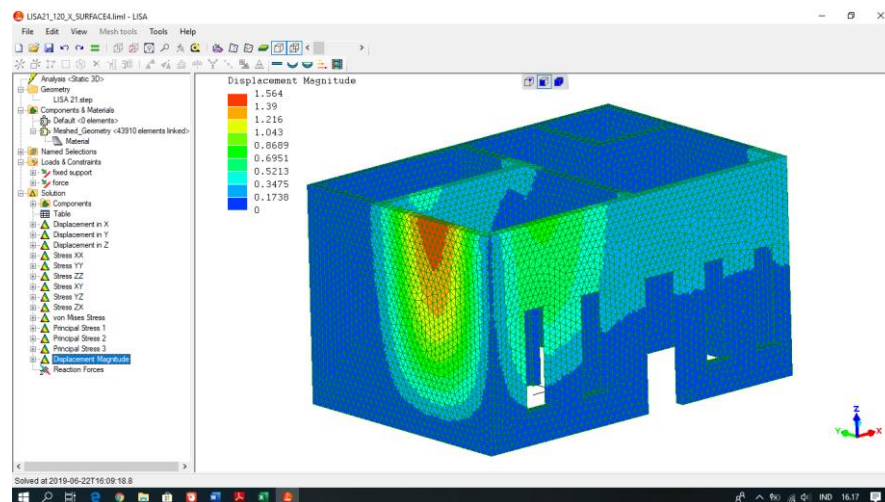 LISA21_120_X_SURFACE4.liml - LISA
File Edit View Mesh tools Tools Help
Analysis <Static 3D>
Geometry
LISA 21.step
Components & Materials
Default <0 elements>
Meshed_Geometry <43910 elements linked>
Material
Named Selections
Loads & Constraints
fixed support
force
Solution
Components
Table
Displacement in X
Displacement in Y
Displacement in Z
Stress XX
Stress YY
Stress ZZ
Stress XY
Stress YZ
Stress ZX
von Mises Stress
Principal Stress 1
Principal Stress 2
Principal Stress 3
Displacement Magnitude
Reaction Forces
Displacement Magnitude
1.564
1.39
1.216
1.043
0.8689
0.6951
0.5213
0.3475
0.1738
0
Z
Y
X
Solved at 2019-06-22T16:09:18.8
IND 16.17